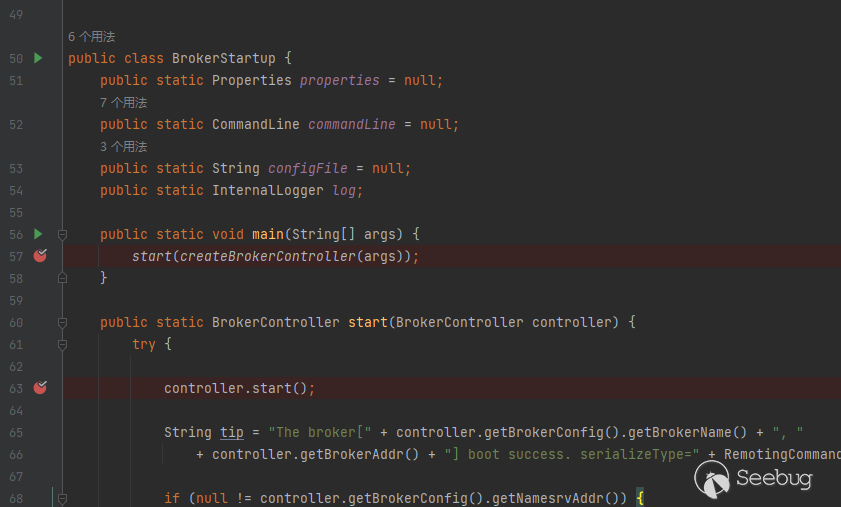 49
6 个用法
50 public class BrokerStartup {
51 public static Properties properties = null;
7 个用法
52 public static CommandLine commandLine = null;
3 个用法
53 public static String configFile = null;
54 public static InternalLogger log;
55
56 public static void main(String[] args) {
57 start(createBrokerController(args));
58 }
59
60 public static BrokerController start(BrokerController controller) {
61 try {
62
63 controller.start();
64
65 String tip = "The broker[" + controller.getBrokerConfig().getBrokerName() + ", "
66 + controller.getBrokerAddr() + "] boot success. serializeType=" + RemotingCommand
67
68 if (null != controller.getBrokerConfig().getNamesrvAddr()) {
Seebug